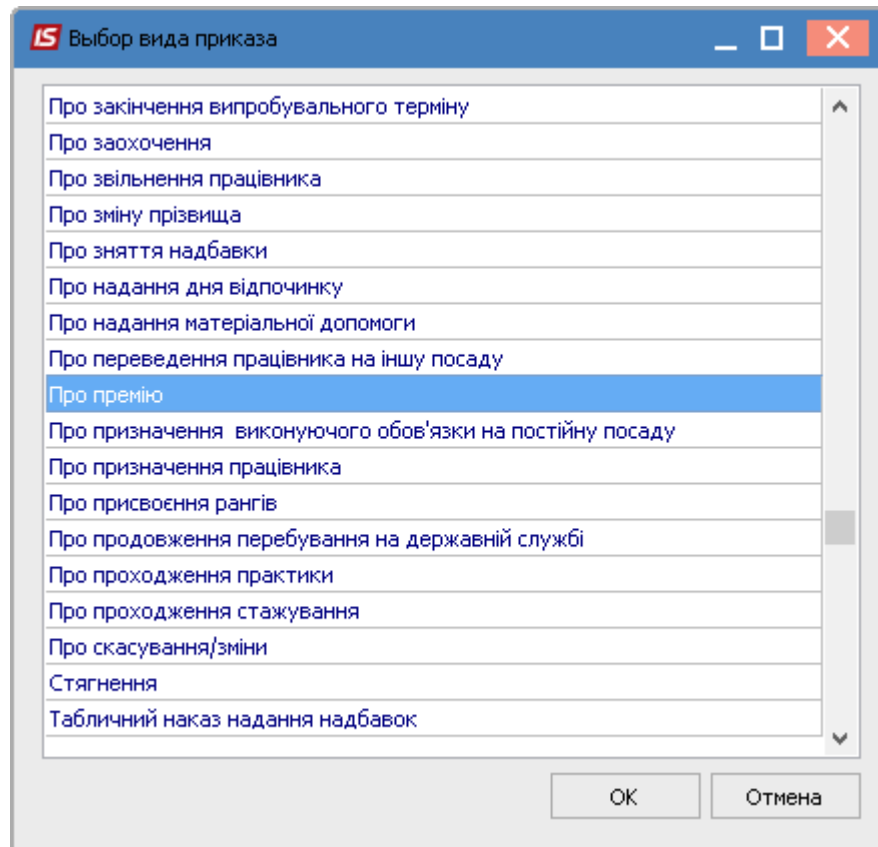 IS Выбор вида приказа
Про закінчення випробувального терміну
Про заохочення
Про звільнення працівника
Про зміну прізвища
Про зняття надбавки
Про надання дня відпочинку
Про надання матеріальної допомоги
Про переведення працівника на іншу посаду
Про премію
Про призначення  виконуючого обов'язки на постійну посаду
Про призначення працівника
Про присвоєння рангів
Про продовження перебування на державній службі
Про проходження практики
Про проходження стажування
Про скасування/зміни
Стягнення
Табличний наказ надання надбавок
OK Отмена